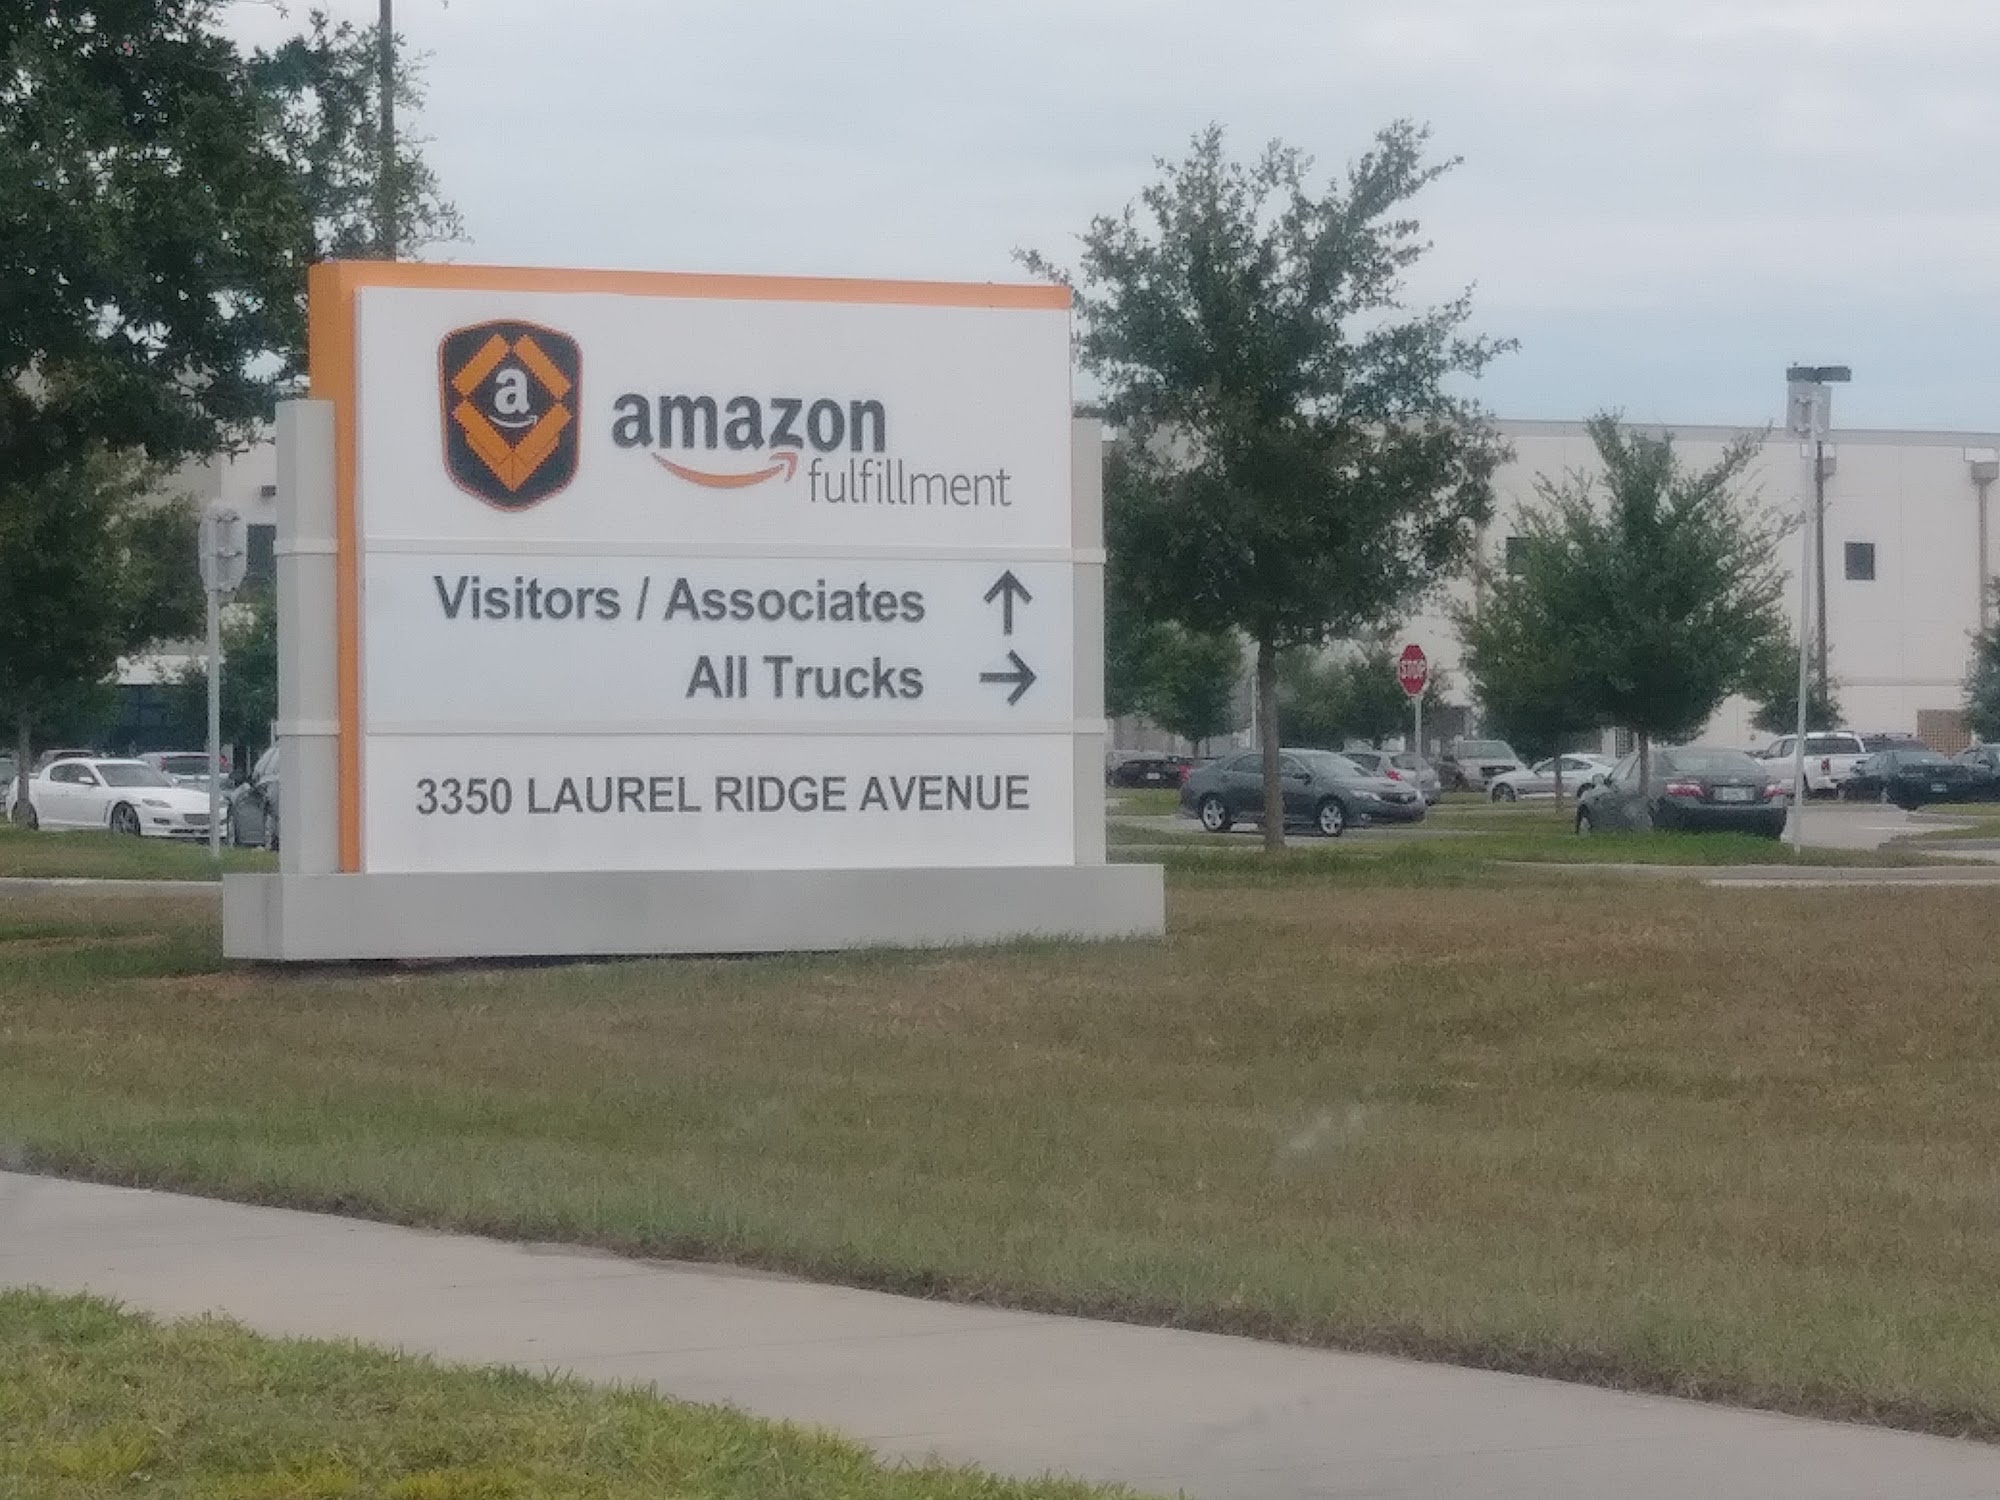 a
amazon
fulfillment
Visitors / Associates ↑
All Trucks →
3350 LAUREL RIDGE AVENUE
STOP